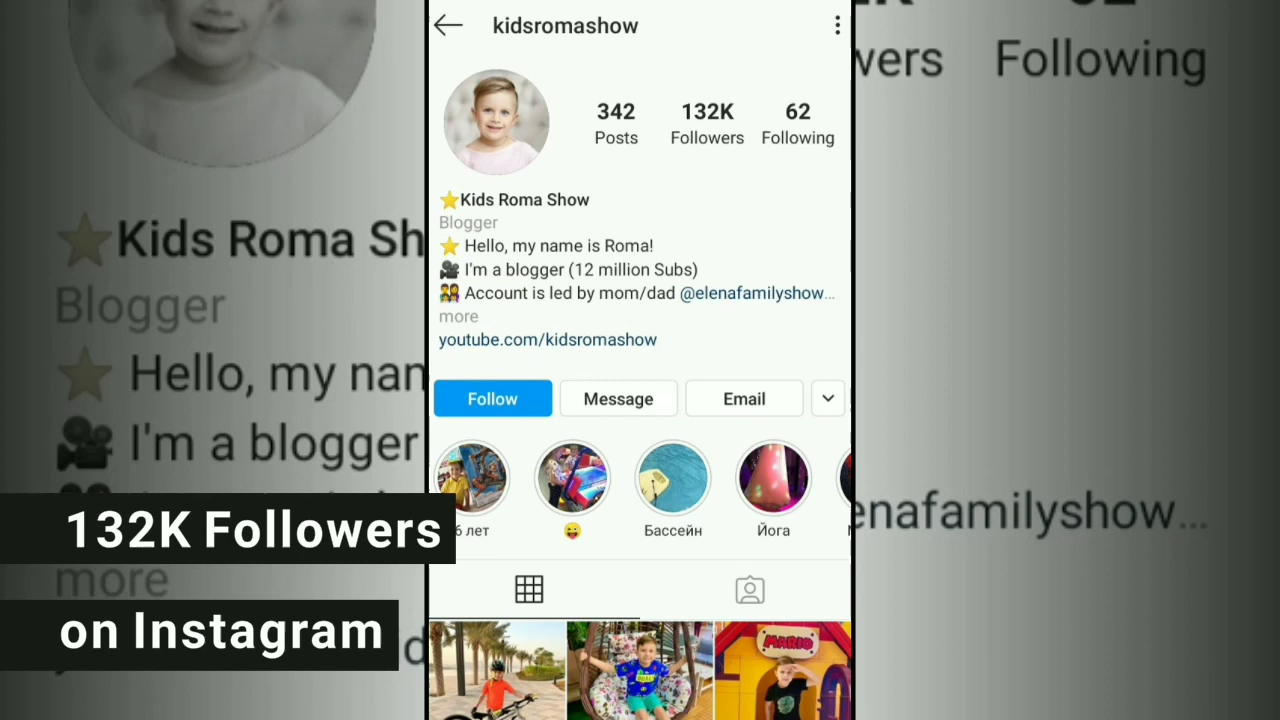 kidsromashow
342
132K
62
Posts
Followers
Following
⭐Kids Roma Show
Blogger
⭐ Hello, my name is Roma!
🎥 I'm a blogger (12 million Subs)
👨‍👩‍👧‍👦 Account is led by mom/dad @elenafamilyshow...
more
youtube.com/kidsromashow
Follow
Message
Email
6 лет
😜
Бассейн
Йога
MARIO
132K Followers
on Instagram
wers
Following
⭐Kids Roma Sh
Blogger
⭐ Hello, my nam
🎥 I'm a blogger
enafamilyshow...
more